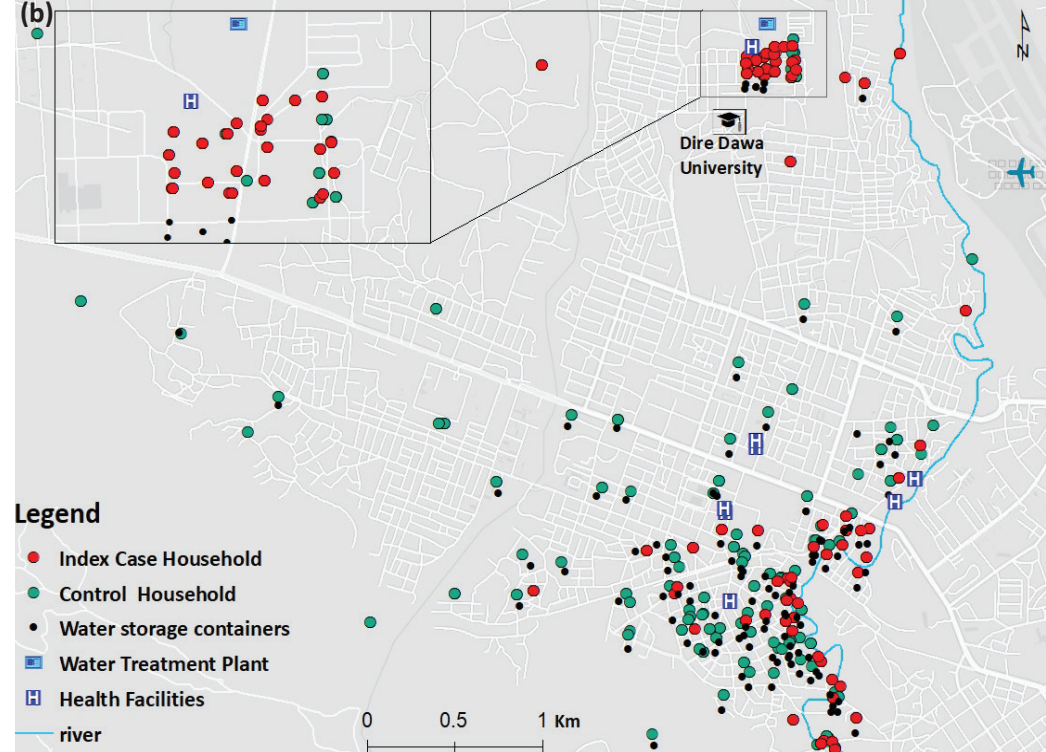 (b)
H
H
N
Dire Dawa
University
H
H
H
H
H
Legend
Index Case Household
Control Household
Water storage containers
Water Treatment Plant
H Health Facilities
river
0 0.5 1 Km